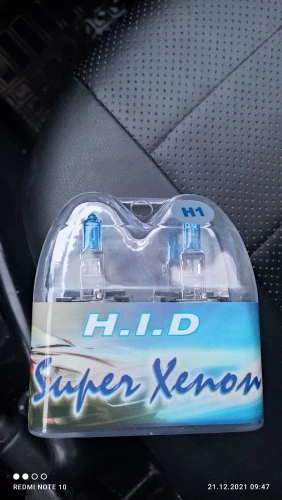 H1
H.I.D
Super Xenon
REDMI NOTE 10
21.12.2021 09:47